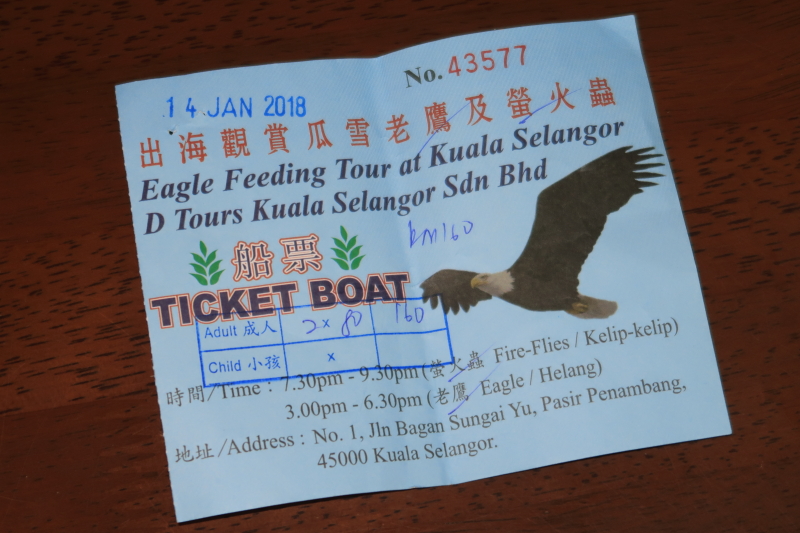 No. 43577
14 JAN 2018
出海觀賞瓜雪老鷹及螢火蟲
Eagle Feeding Tour at Kuala Selangor
D Tours Kuala Selangor Sdn Bhd
RM160
船票
TICKET BOAT
Adult 成人 2 x 80 160
Child 小孩 x
時間/Time : 7.30pm - 9.30pm (螢火蟲 Fire-Flies / Kelip-kelip)
3.00pm - 6.30pm (老鷹 Eagle / Helang)
地址/Address : No. 1, Jln Bagan Sungai Yu, Pasir Penambang,
45000 Kuala Selangor.